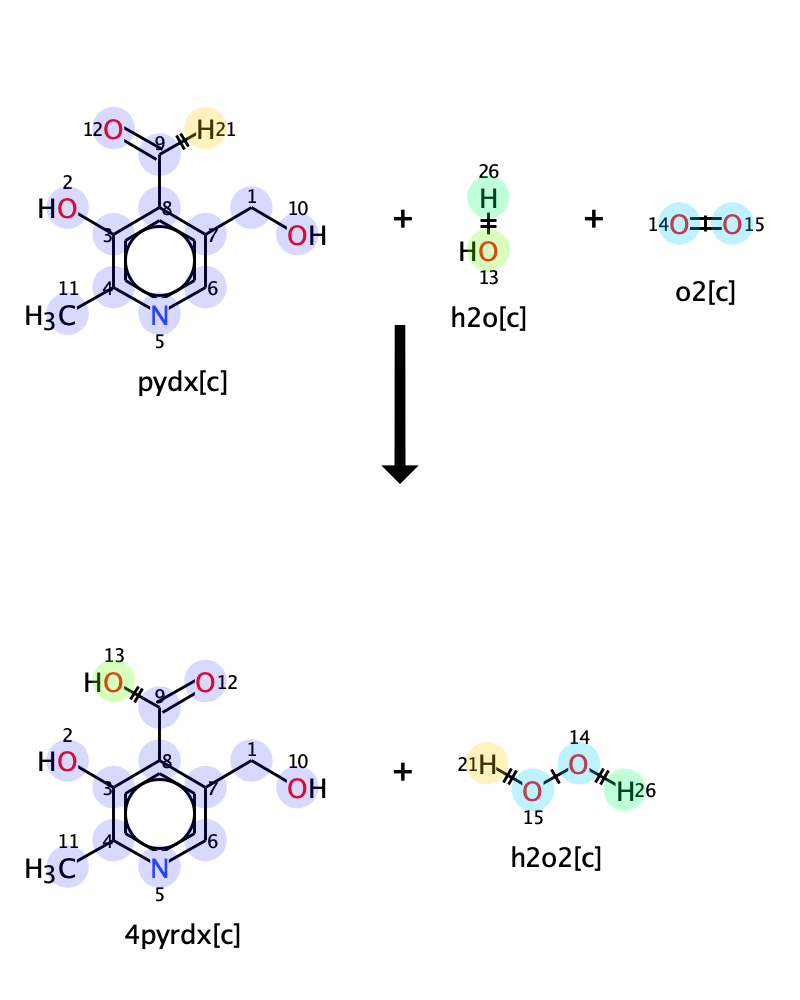 12O 9 H21
2 26
HO 8 1 10 H
3 7 OH + HO + 14O O15
11 4 6 13
H3C N o2[c]
5 h2o[c]
pydx[c]
13
HO 9 O12
2 14
HO 8 1 10 21H O
3 7 OH + O H26
11 4 6 15
H3C N h2o2[c]
5
4pyrdx[c]